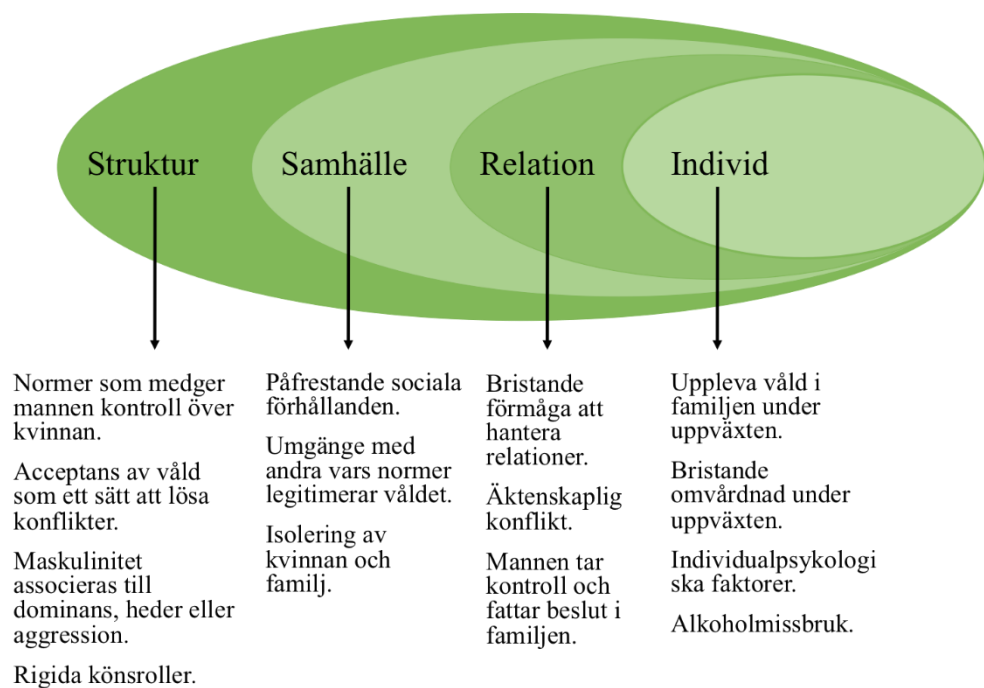 Struktur
Samhälle
Relation
Individ
Normer som medger
mannen kontroll över
kvinnan.
Acceptans av våld
som ett sätt att lösa
konflikter.
Maskulinitet
associeras till
dominans, heder eller
aggression.
Rigida könsroller.
Påfrestande sociala
förhållanden.
Umgänge med
andra vars normer
legitimerar våldet.
Isolering av
kvinnan och
familj.
Bristande
förmåga att
hantera
relationer.
Äktenskaplig
konflikt.
Mannen tar
kontroll och
fattar beslut i
familjen.
Uppleva våld i
familjen under
uppväxten.
Bristande
omvårdnad under
uppväxten.
Individualpsykologi
ska faktorer.
Alkoholmissbruk.